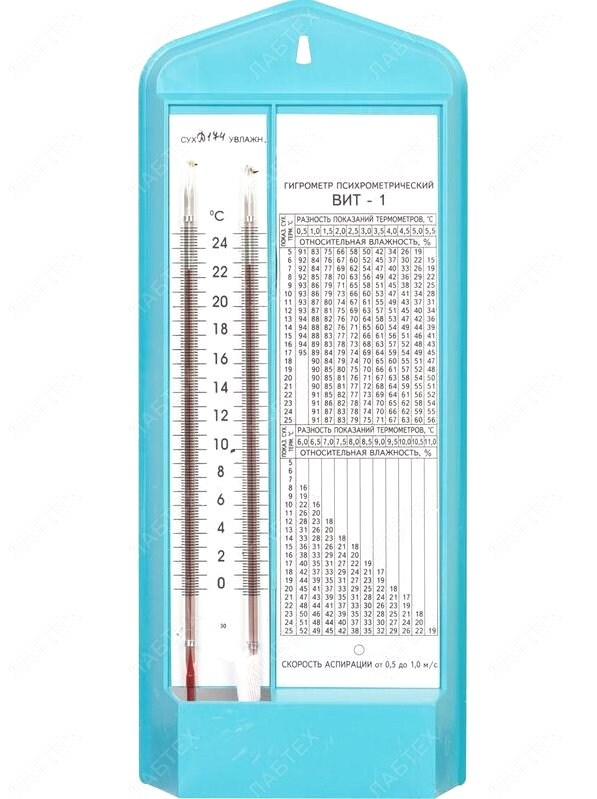 СУХ Д174 УВЛАЖН.
°C
24
22
20
18
16
14
12
10
8
6
4
2
0
30
ГИГРОМЕТР ПСИХРОМЕТРИЧЕСКИЙ
ВИТ - 1
ПОКАЗ. СУХ. ТЕРМ. °C
РАЗНОСТЬ ПОКАЗАНИЙ ТЕРМОМЕТРОВ, °C
0,5 1,0 1,5 2,0 2,5 3,0 3,5 4,0 4,5 5,0 5,5
ОТНОСИТЕЛЬНАЯ ВЛАЖНОСТЬ, %
5 91 83 75 66 58 50 42 34 26 19
6 92 84 76 67 60 52 45 37 30 22 15
7 92 84 77 69 62 54 47 40 33 26 19
8 92 85 78 70 63 56 49 42 36 29 22
9 93 86 79 71 65 58 51 45 38 32 25
10 93 86 79 73 66 60 53 47 41 34 28
11 93 87 80 74 67 61 55 49 43 37 31
12 93 87 81 75 69 63 57 51 45 40 34
13 94 88 82 76 70 64 58 53 47 42 36
14 94 88 82 76 71 65 60 54 49 44 39
15 94 88 83 77 72 66 61 56 51 46 41
16 94 89 83 78 73 68 63 57 52 48 43
17 95 89 84 79 74 69 64 59 54 49 45
18 90 84 79 74 70 65 60 55 51 47
19 90 85 80 75 70 66 61 57 52 48
20 90 85 81 76 71 67 63 58 54 50
21 90 85 81 77 72 68 64 59 55 51
22 91 85 82 77 73 69 64 61 56 52
23 91 86 82 78 74 70 65 62 58 54
24 91 87 83 78 74 70 66 62 59 55
25 91 87 83 79 75 71 67 63 60 56
ПОКАЗ. СУХ. ТЕРМ. °C
РАЗНОСТЬ ПОКАЗАНИЙ ТЕРМОМЕТРОВ, °C
6,0 6,5 7,0 7,5 8,0 8,5 9,0 9,5 10,0 10,5 11,0
ОТНОСИТЕЛЬНАЯ ВЛАЖНОСТЬ, %
5
6
7
8 16
9 19
10 22 16
11 26 20
12 28 23 18
13 31 26 20
14 33 28 23 18
15 36 31 26 21 18
16 38 33 29 24 20
17 40 35 31 27 22 19
18 42 37 33 29 24 21 17
19 44 39 35 31 27 23 19
20 45 41 37 33 29 25 22 18
21 47 43 39 35 31 28 24 21 17
22 48 44 41 37 33 30 26 23 19
23 50 46 42 38 35 32 28 25 21 18
24 51 48 44 40 37 33 30 27 24 20
25 52 49 45 42 38 35 32 29 26 22 19
СКОРОСТЬ АСПИРАЦИИ от 0,5 до 1,0 м/с
ЛАБТЕХ